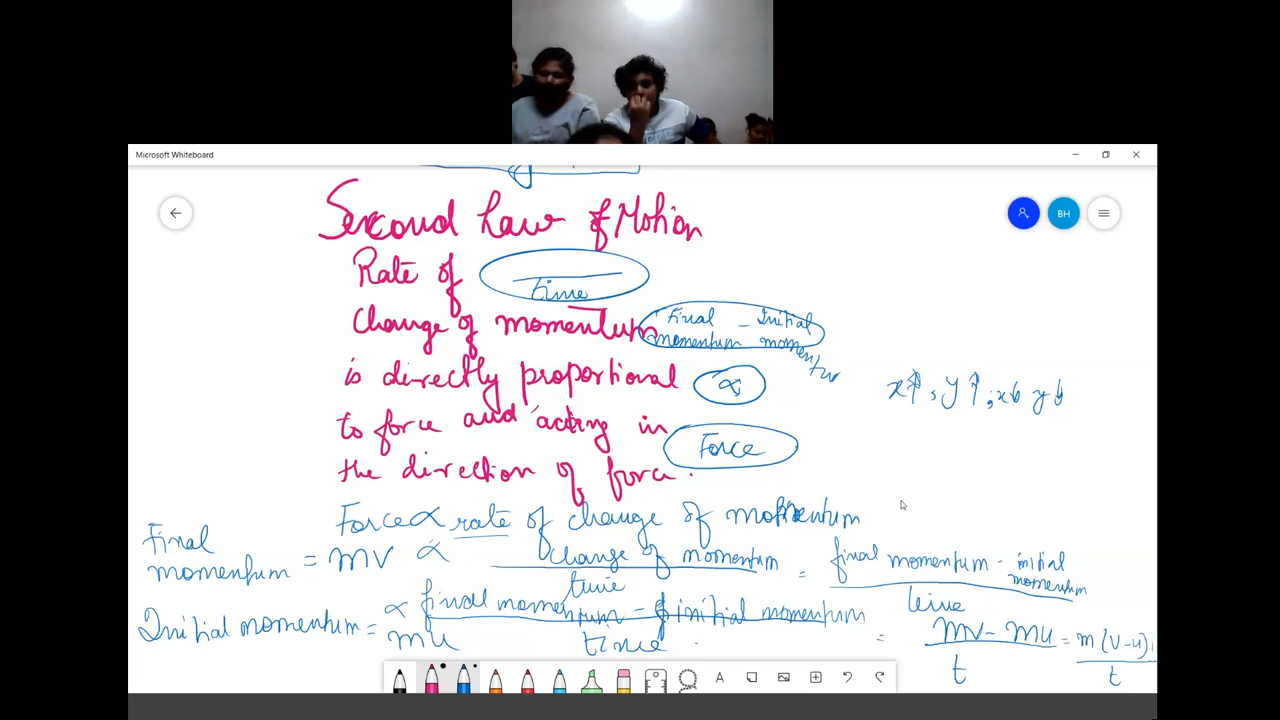 Microsoft Whiteboard
BH
Second Law of Motion
Rate of
time
Change of momentum
Final momentum - Initial momentum
is directly proportional
∝
x↑, y↑; x↓ y↓
to force and acting in
Force
the direction of force.
Force ∝ rate of change of momentum
Final momentum = mv ∝ change of momentum / time = final momentum - initial momentum / time
Initial momentum = mu
∝ final momentum - initial momentum / time.
= mv - mu / t = m(v-u) / t
A